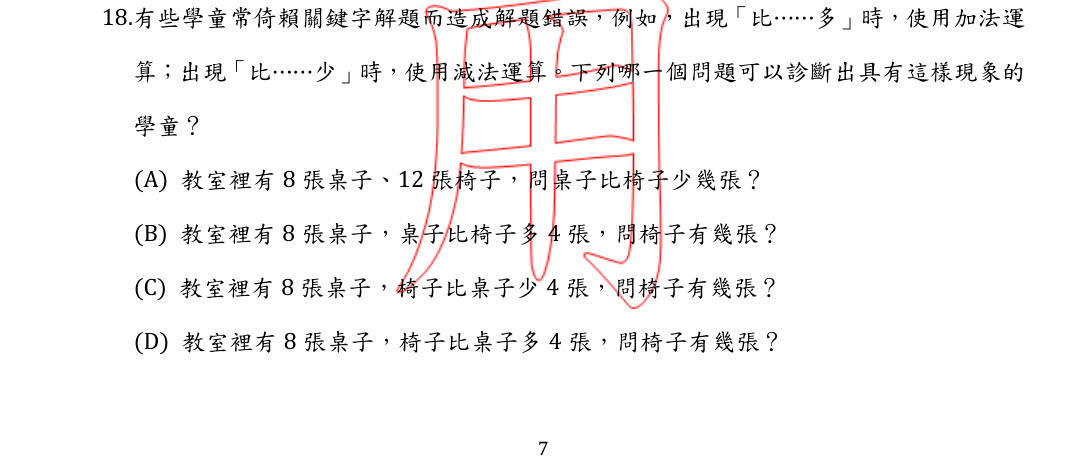 18.有些學童常倚賴關鍵字解題而造成解題錯誤，例如，出現「比⋯⋯多」時，使用加法運
算；出現「比⋯⋯少」時，使用減法運算。下列哪一個問題可以診斷出具有這樣現象的
學童？
(A) 教室裡有 8 張桌子、12 張椅子，問桌子比椅子少幾張？
(B) 教室裡有 8 張桌子，桌子比椅子多 4 張，問椅子有幾張？
(C) 教室裡有 8 張桌子，椅子比桌子少 4 張，問椅子有幾張？
(D) 教室裡有 8 張桌子，椅子比桌子多 4 張，問椅子有幾張？
用
7